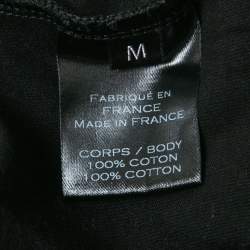 M
FABRIQUÉ EN
FRANCE
MADE IN FRANCE
CORPS / BODY
100% COTON
100% COTTON